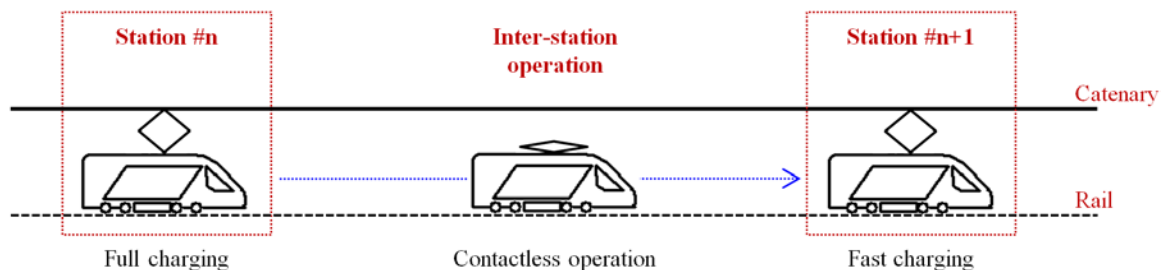 Station #n
Inter-station
operation
Station #n+1
Catenary
Rail
Full charging
Contactless operation
Fast charging